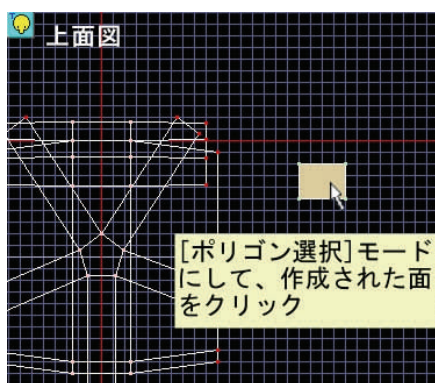 上面図
[ポリゴン選択]モード
にして、作成された面
をクリック